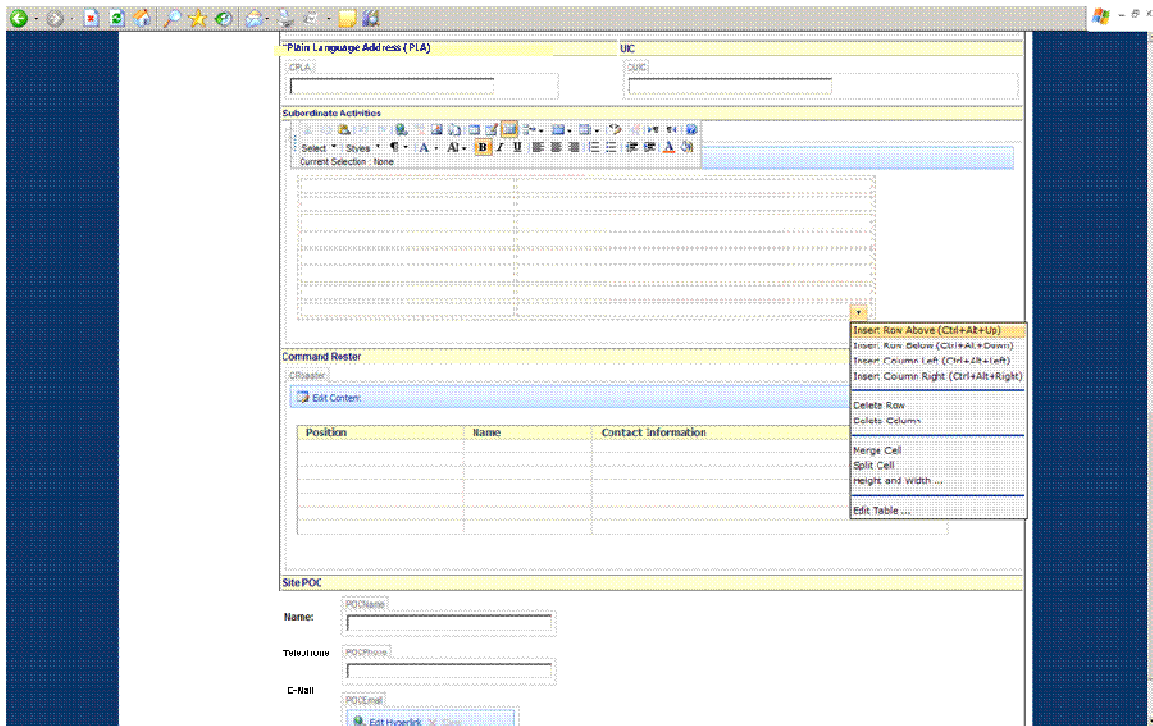 *Plain Language Address (PLA)
UIC
CPLA
CUIC
Subordinate Activities
Select
Styles
A
A
B I U
A
Current Selection : None
Insert Row Above (Ctrl+Alt+Up)
Insert Row Below (Ctrl+Alt+Down)
Insert Column Left (Ctrl+Alt+Left)
Insert Column Right (Ctrl+Alt+Right)
Delete Row
Delete Column
Merge Cell
Split Cell
Height and Width ...
Edit Table ...
Command Roster
CRoster
Edit Content
Position
Name
Contact Information
Site POC
POCName
Name:
POCPhone
Telephone
POCEmail
E-Mail
Edit Hyperlink
Clear